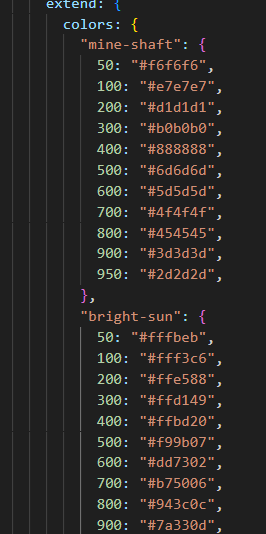 extend: {
colors: {
"mine-shaft": {
50: "#f6f6f6",
100: "#e7e7e7",
200: "#d1d1d1",
300: "#b0b0b0",
400: "#888888",
500: "#6d6d6d",
600: "#5d5d5d",
700: "#4f4f4f",
800: "#454545",
900: "#3d3d3d",
950: "#2d2d2d",
},
"bright-sun": {
50: "#fffbeb",
100: "#fff3c6",
200: "#ffe588",
300: "#ffd149",
400: "#ffbd20",
500: "#f99b07",
600: "#dd7302",
700: "#b75006",
800: "#943c0c",
900: "#7a330d",